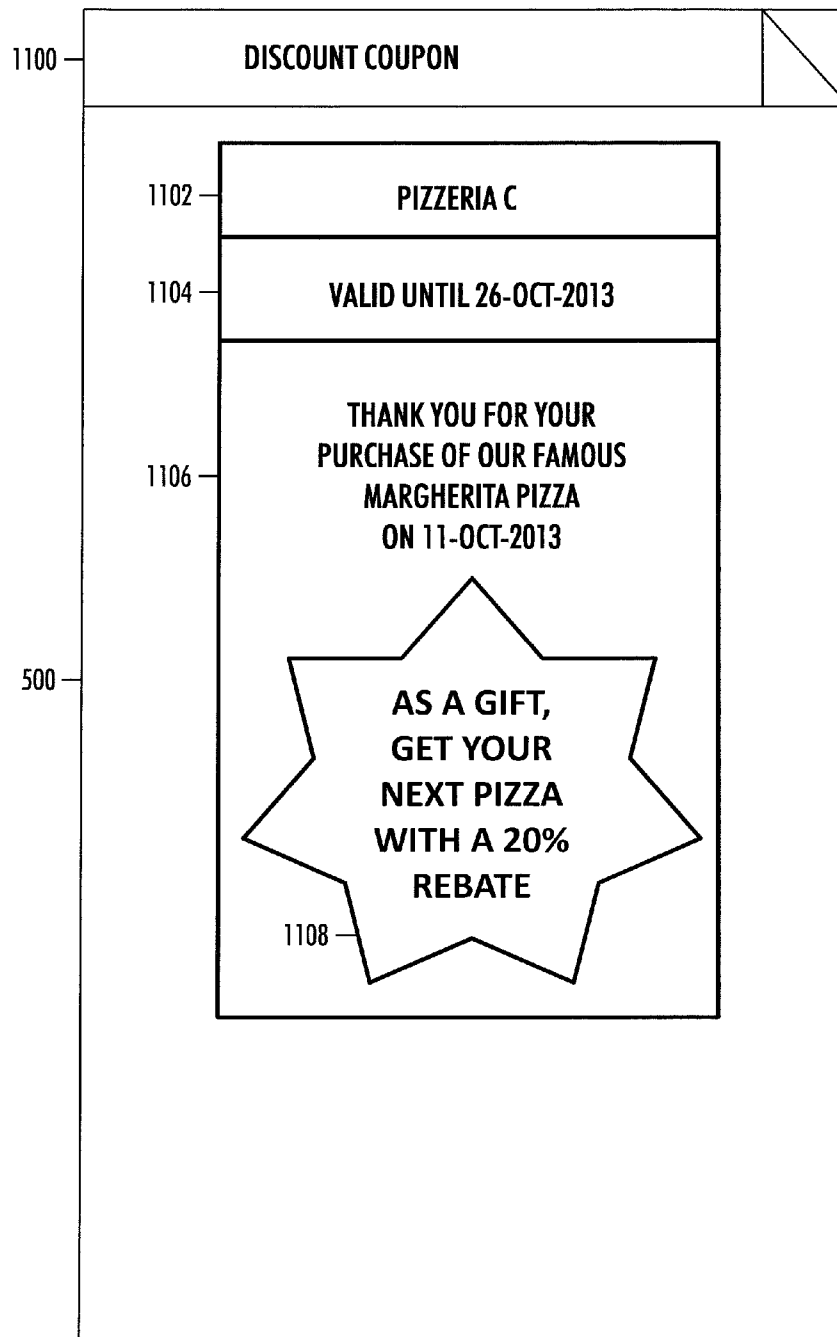 1100
DISCOUNT COUPON
1102
PIZZERIA C
1104
VALID UNTIL 26-OCT-2013
THANK YOU FOR YOUR
PURCHASE OF OUR FAMOUS
1106
MARGHERITA PIZZA
ON 11-OCT-2013
500
AS A GIFT,
GET YOUR
NEXT PIZZA
WITH A 20%
REBATE
1108